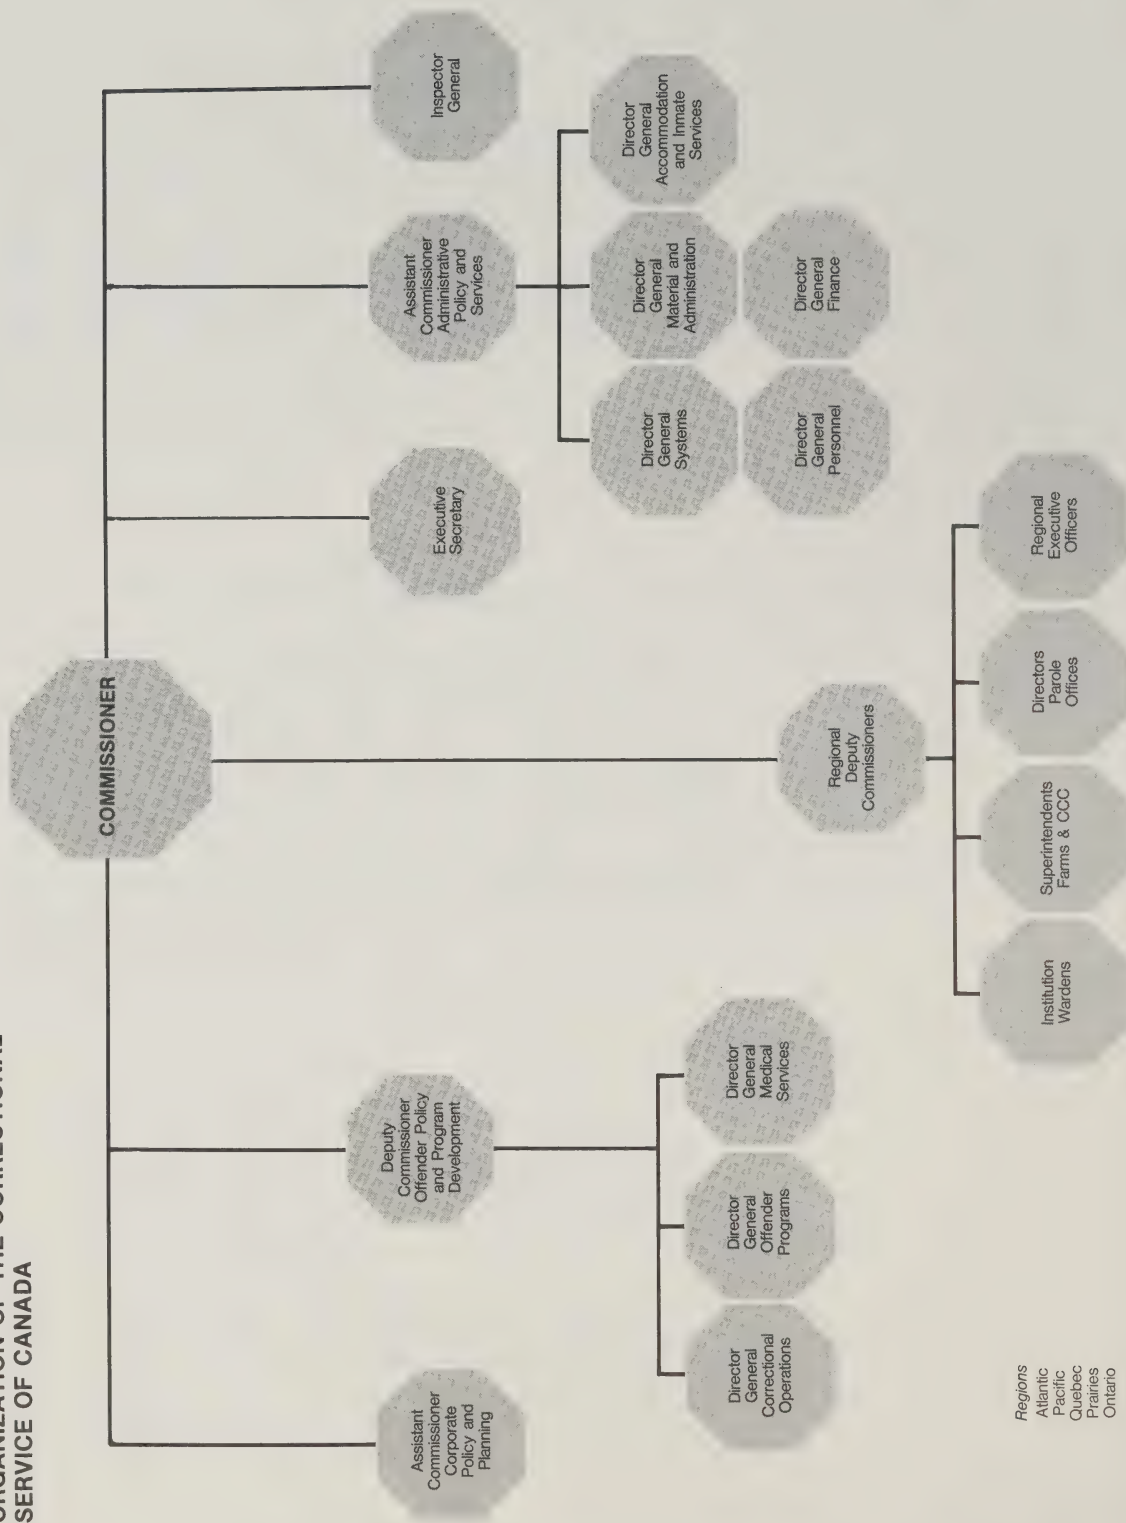 ORGANIZATION OF THE CORRECTIONAL
SERVICE OF CANADA
COMMISSIONER
Assistant
Commissioner
Corporate
Policy and
Planning
Deputy
Commissioner
Offender Policy
and Program
Development
Executive
Secretary
Assistant
Commissioner
Administrative
Policy and
Services
Inspector
General
Director
General
Correctional
Operations
Director
General
Offender
Programs
Director
General
Medical
Services
Director
General
Systems
Director
General
Material and
Administration
Director
General
Accommodation
and Inmate
Services
Director
General
Personnel
Director
General
Finance
Regional
Deputy
Commissioners
Institution
Wardens
Superintendents
Farms & CCC
Directors
Parole
Offices
Regional
Executive
Officers
Regions
Atlantic
Pacific
Quebec
Prairies
Ontario